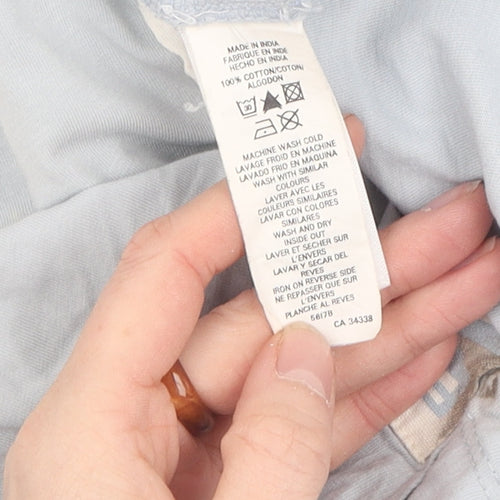 MADE IN INDIA
FABRIQUE EN INDE
HECHO EN INDIA
100% COTTON/COTON/
ALGODON
30
MACHINE WASH COLD
LAVAGE FROID EN MACHINE
LAVADO FRIO EN MAQUINA
WASH WITH SIMILAR
COLOURS
LAVER AVEC LES
COULEURS SIMILAIRES
LAVAR CON COLORES
SIMILARES
WASH AND DRY
INSIDE OUT
LAVER ET SECHER SUR
L'ENVERS
LAVAR Y SECAR DEL
REVES
IRON ON REVERSE SIDE
NE REPASSER QUE SUR
L'ENVERS
PLANCHE AL REVES
5617B
CA 34338